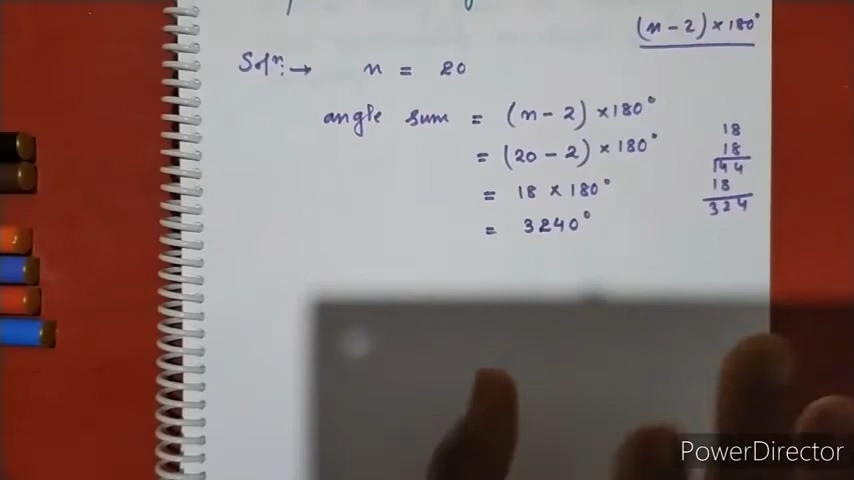 (n-2)×180°
Solⁿ:→ n = 20
angle sum = (n-2)×180°
= (20-2)×180°
= 18×180°
= 3240°
18
18
144
18
324
PowerDirector